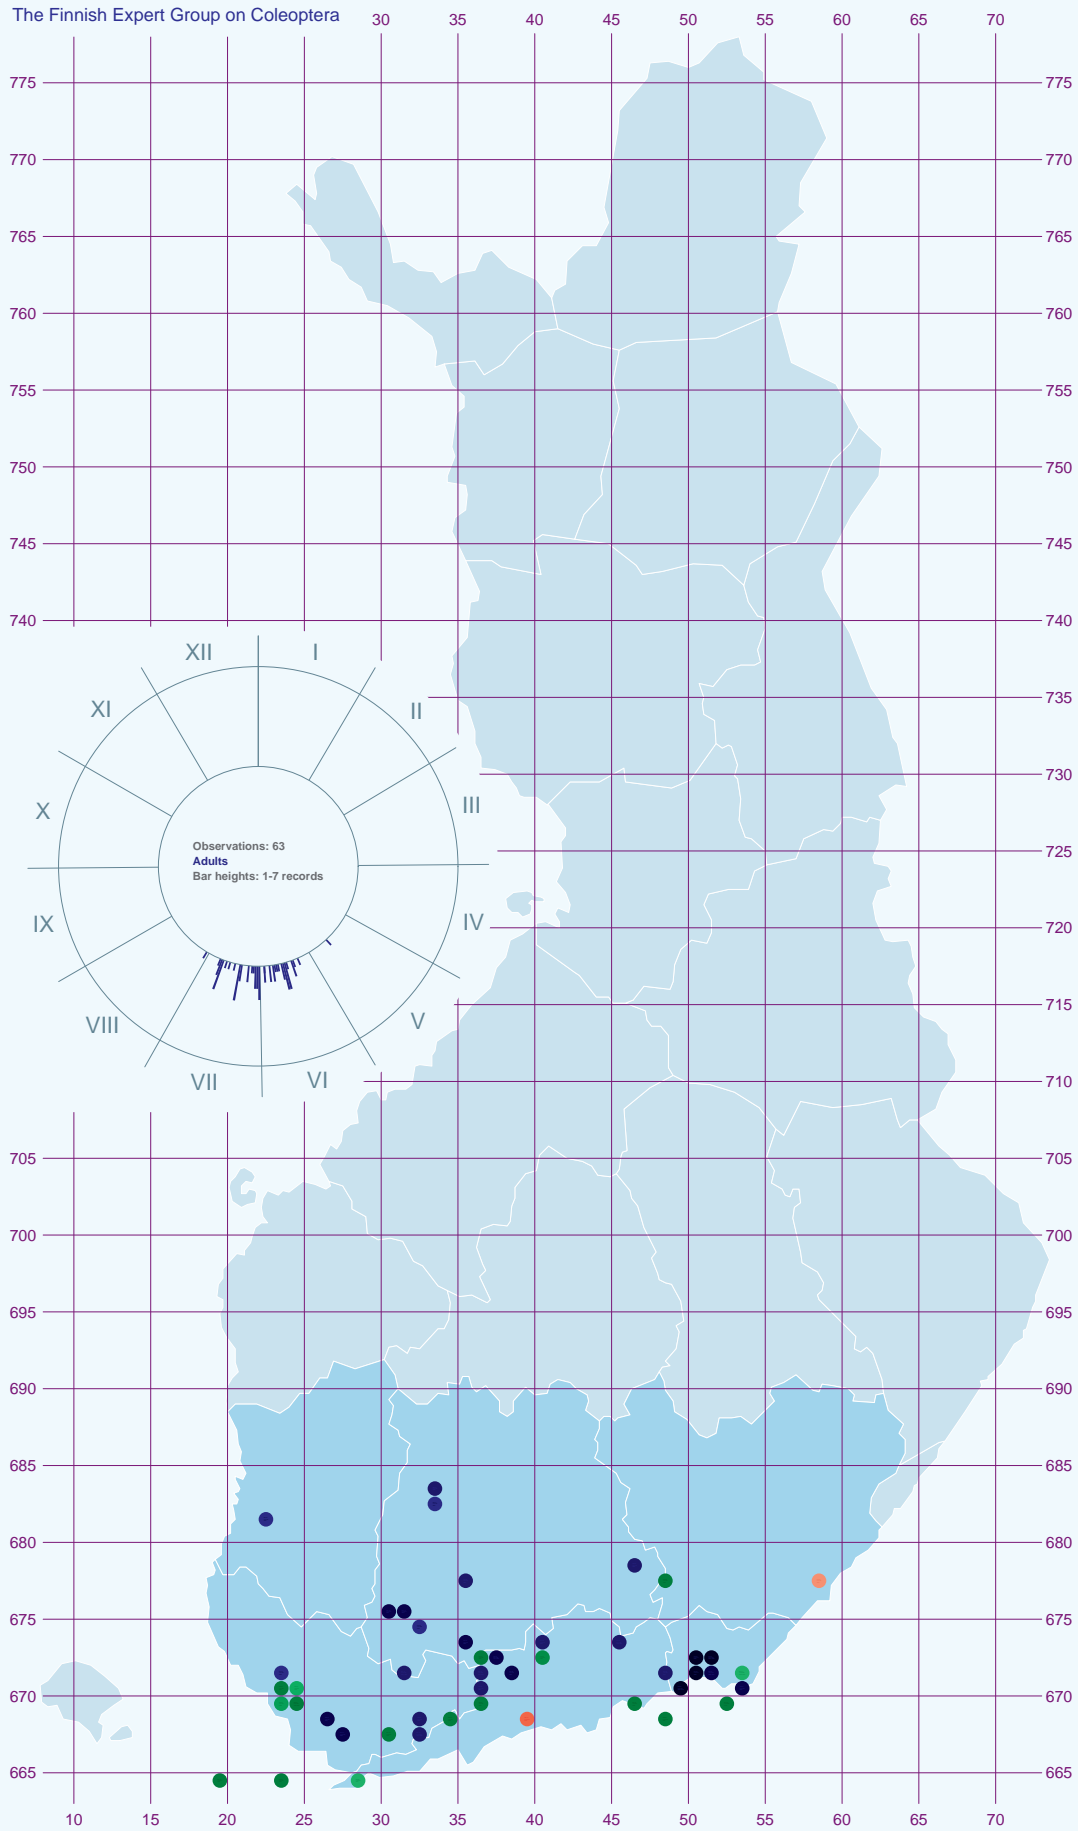 The Finnish Expert Group on Coleoptera
30 35 40 45 50 55 60 65 70
775 775
770 770
765 765
760 760
755 755
750 750
745 745
740 740
XII I
XI II
735
730
X III
725
IX IV
720
VIII V
715
VII VI
710
Observations: 63
Adults
Bar heights: 1-7 records
705 705
700 700
695 695
690 690
685 685
680 680
675 675
670 670
665 665
10 15 20 25 30 35 40 45 50 55 60 65 70